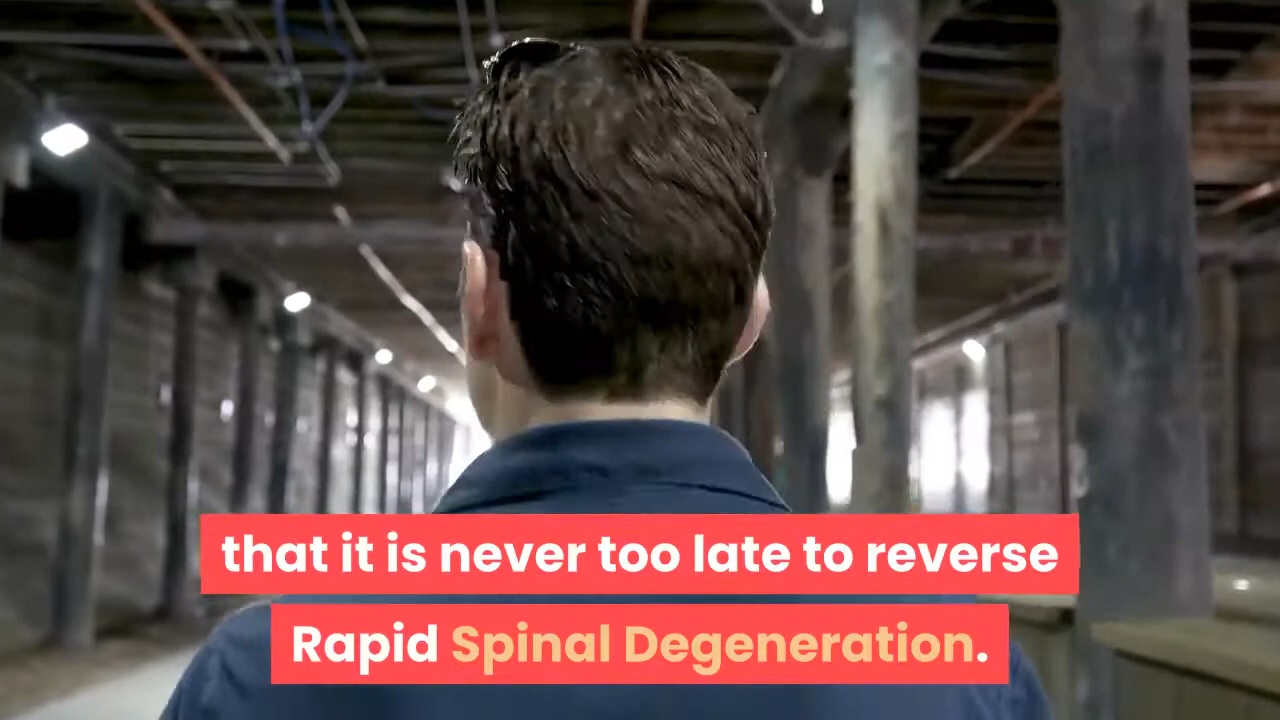 that it is never too late to reverse
Rapid Spinal Degeneration.